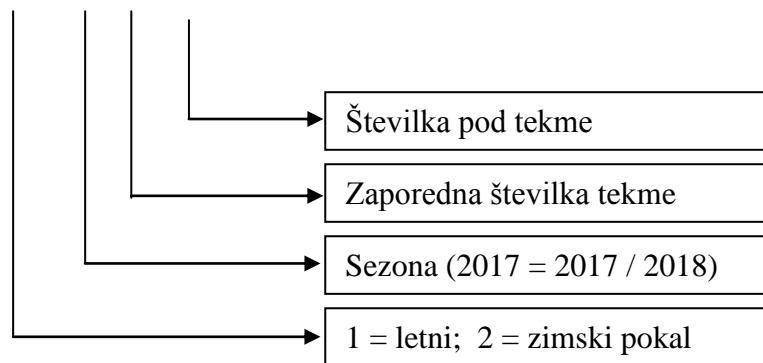 Številka pod tekme
Zaporedna številka tekme
Sezona (2017 = 2017 / 2018)
1 = letni; 2 = zimski pokal